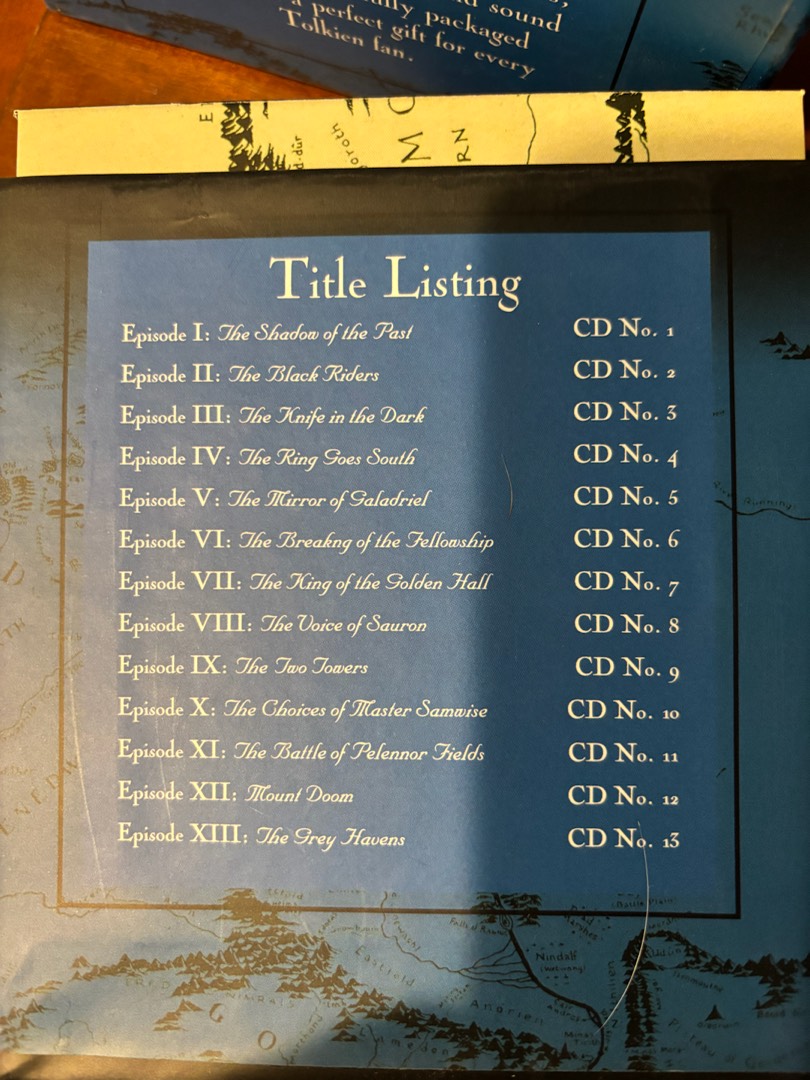 sound
packaged
a perfect gift for every
Tolkien fan.
Title Listing
Episode I: The Shadow of the Past CD No. 1
Episode II: The Black Riders CD No. 2
Episode III: The Knife in the Dark CD No. 3
Episode IV: The Ring Goes South CD No. 4
Episode V: The Mirror of Galadriel CD No. 5
Episode VI: The Breakng of the Fellowship CD No. 6
Episode VII: The King of the Golden Hall CD No. 7
Episode VIII: The Voice of Sauron CD No. 8
Episode IX: The Two Towers CD No. 9
Episode X: The Choices of Master Samwise CD No. 10
Episode XI: The Battle of Pelennor Fields CD No. 11
Episode XII: Mount Doom CD No. 12
Episode XIII: The Grey Havens CD No. 13
Nindalf
Eastfold
Anorien